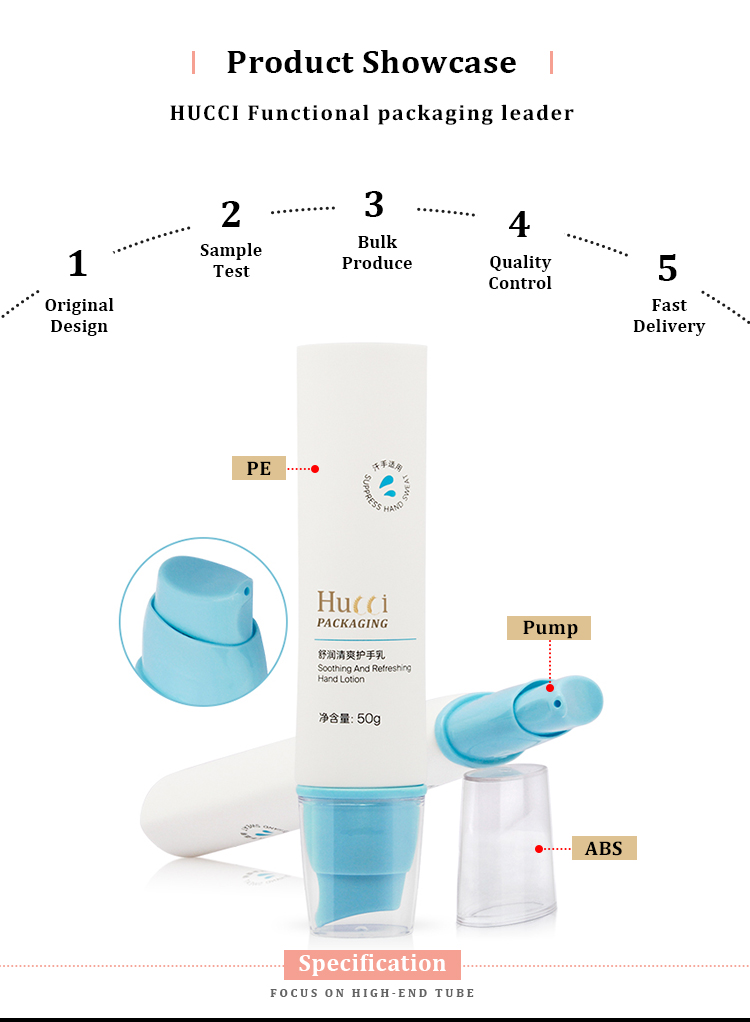 Product Showcase
HUCCI Functional packaging leader
1
Original
Design
2
Sample
Test
3
Bulk
Produce
4
Quality
Control
5
Fast
Delivery
PE
汗手适用
SUPPRESS HAND SWEAT
Hucci
PACKAGING
舒润清爽护手乳
Soothing And Refreshing
Hand Lotion
净含量: 50g
Pump
ABS
Specification
FOCUS ON HIGH-END TUBE